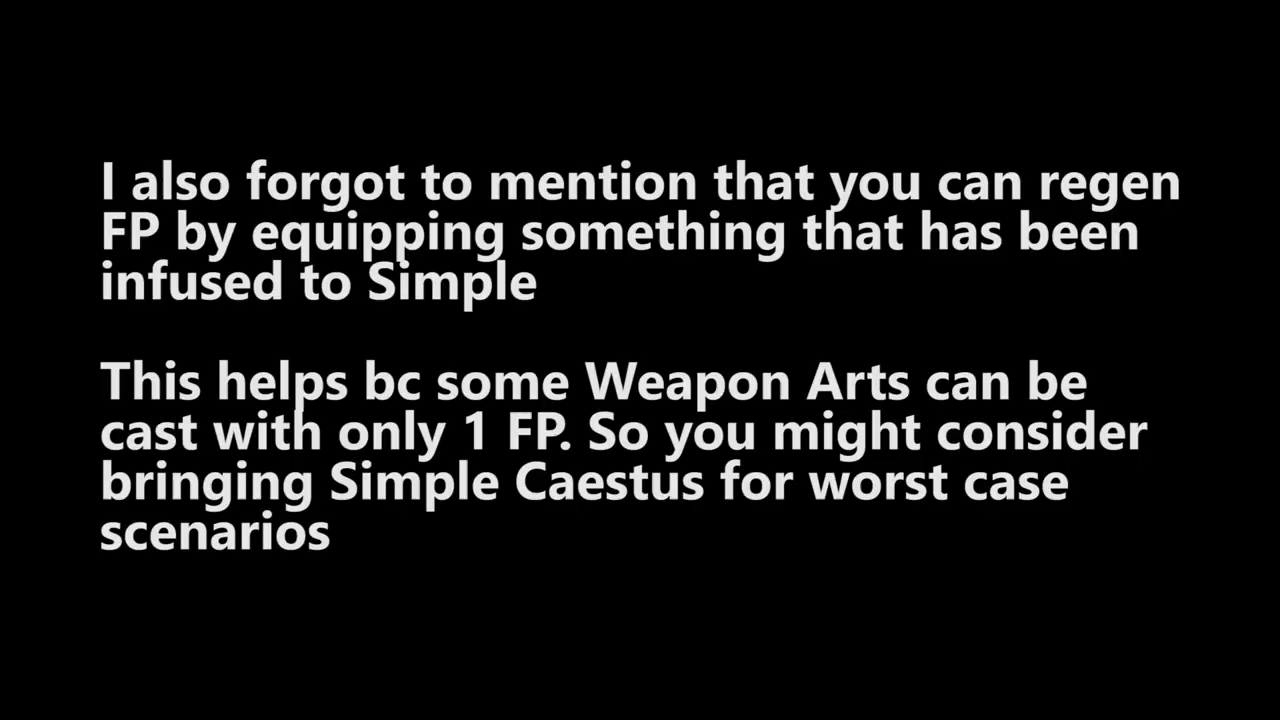 I also forgot to mention that you can regen
FP by equipping something that has been
infused to Simple
This helps bc some Weapon Arts can be
cast with only 1 FP. So you might consider
bringing Simple Caestus for worst case
scenarios